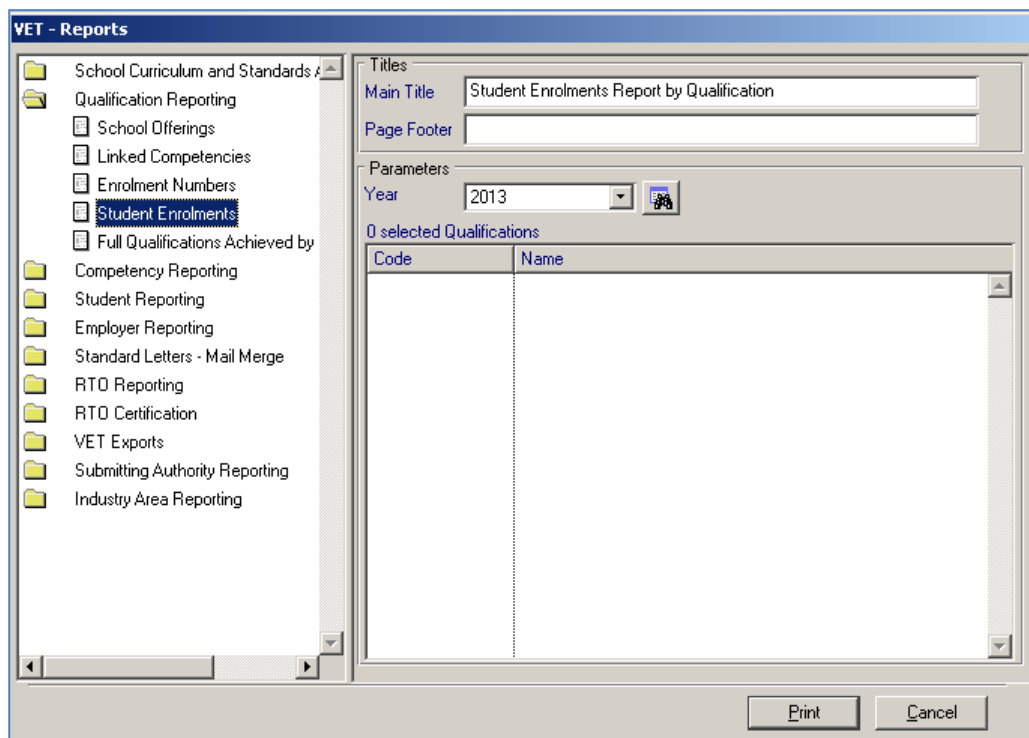 VET - Reports
School Curriculum and Standards
Qualification Reporting
School Offerings
Linked Competencies
Enrolment Numbers
Student Enrolments
Full Qualifications Achieved by
Competency Reporting
Student Reporting
Employer Reporting
Standard Letters - Mail Merge
RTO Reporting
RTO Certification
VET Exports
Submitting Authority Reporting
Industry Area Reporting
Titles
Main Title Student Enrolments Report by Qualification
Page Footer
Parameters
Year 2013
0 selected Qualifications
Code Name
Print Cancel